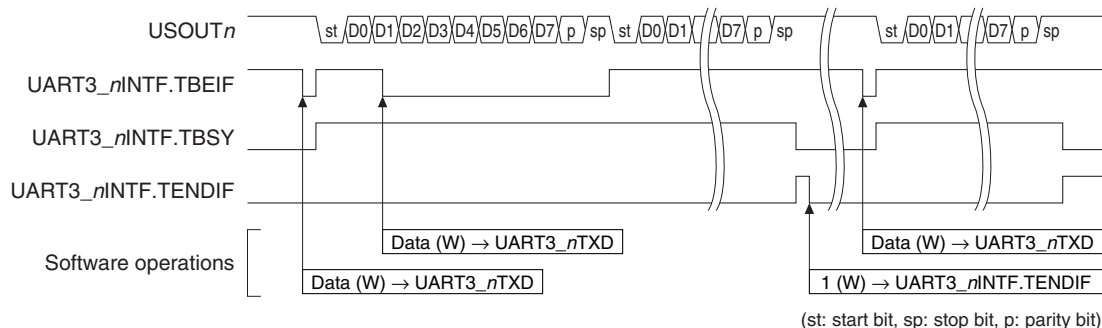 USOUTn st D0 D1 D2 D3 D4 D5 D6 D7 p sp st D0 D1 D7 p sp st D0 D1 D7 p sp
UART3_nINTF.TBEIF
UART3_nINTF.TBSY
UART3_nINTF.TENDIF
Software operations
Data (W) → UART3_nTXD Data (W) → UART3_nTXD
Data (W) → UART3_nTXD 1 (W) → UART3_nINTF.TENDIF
(st: start bit, sp: stop bit, p: parity bit)